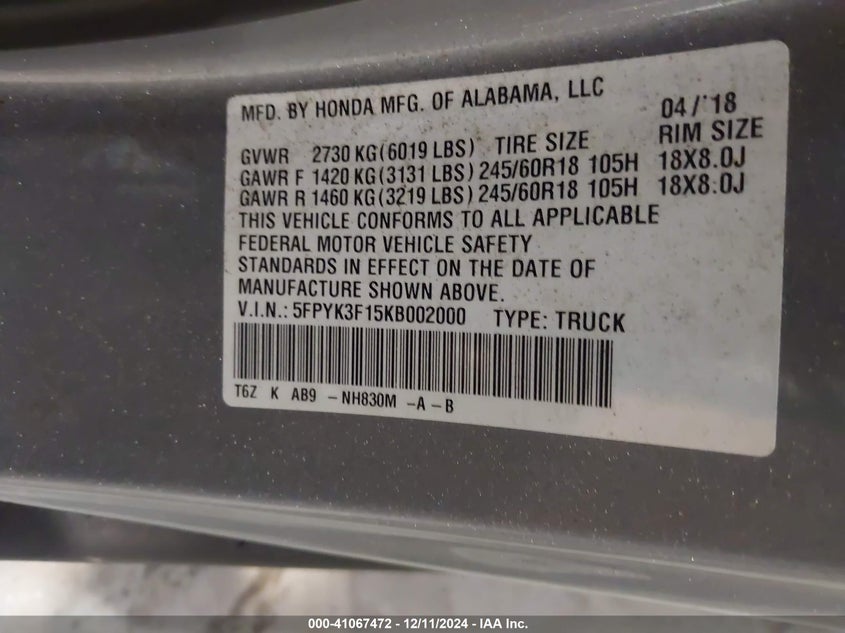 MFD. BY HONDA MFG. OF ALABAMA, LLC 04/'18
GVWR 2730 KG(6019 LBS) TIRE SIZE RIM SIZE
GAWR F 1420 KG(3131 LBS) 245/60R18 105H 18X8.0J
GAWR R 1460 KG(3219 LBS) 245/60R18 105H 18X8.0J
THIS VEHICLE CONFORMS TO ALL APPLICABLE
FEDERAL MOTOR VEHICLE SAFETY
STANDARDS IN EFFECT ON THE DATE OF
MANUFACTURE SHOWN ABOVE.
V.I.N.: 5FPYK3F15KB002000 TYPE: TRUCK
T6Z K AB9 -NH830M -A-B
000-41067472 - 12/11/2024 - IAA Inc.